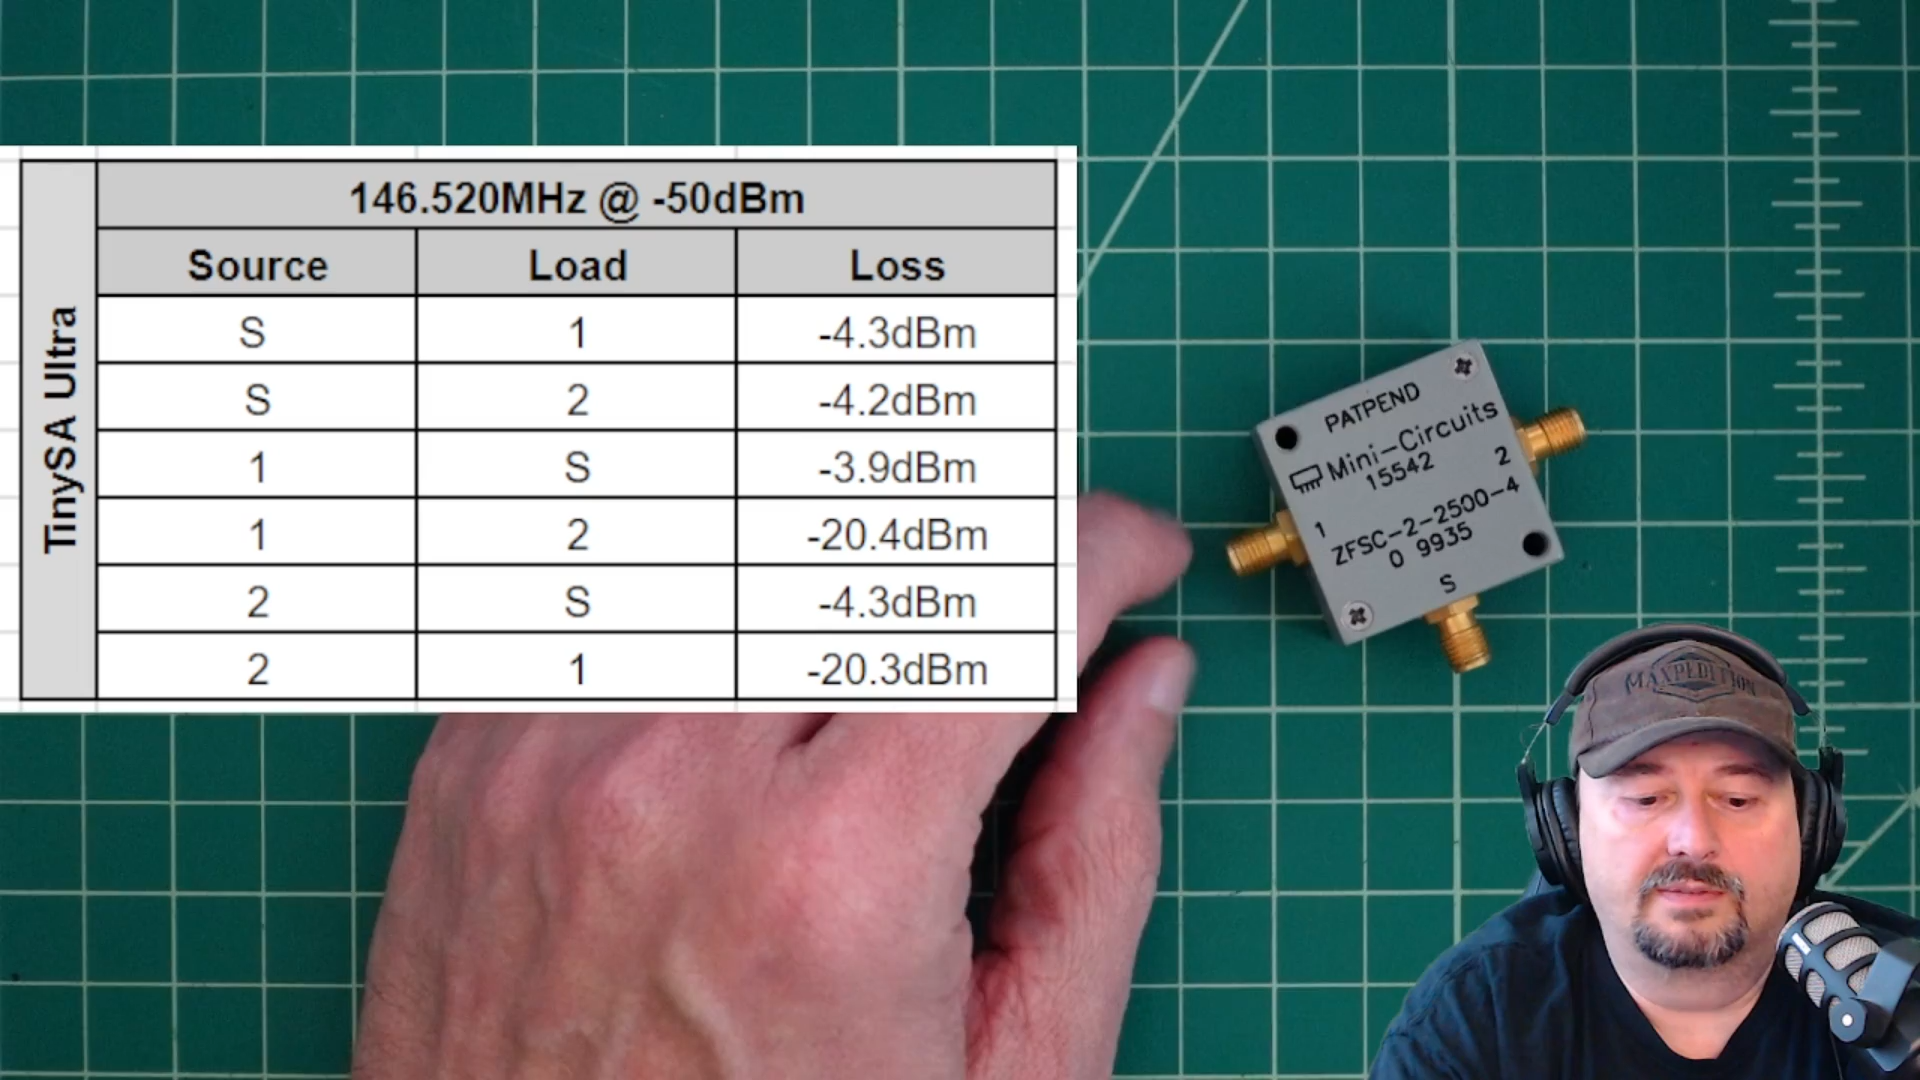 TinySA Ultra
146.520MHz @ -50dBm
Source Load Loss
S 1 -4.3dBm
S 2 -4.2dBm
1 S -3.9dBm
1 2 -20.4dBm
2 S -4.3dBm
2 1 -20.3dBm
PATPEND
Mini-Circuits
15542
2
1
ZFSC-2-2500-4
0 9935
S
MAXPEDITION